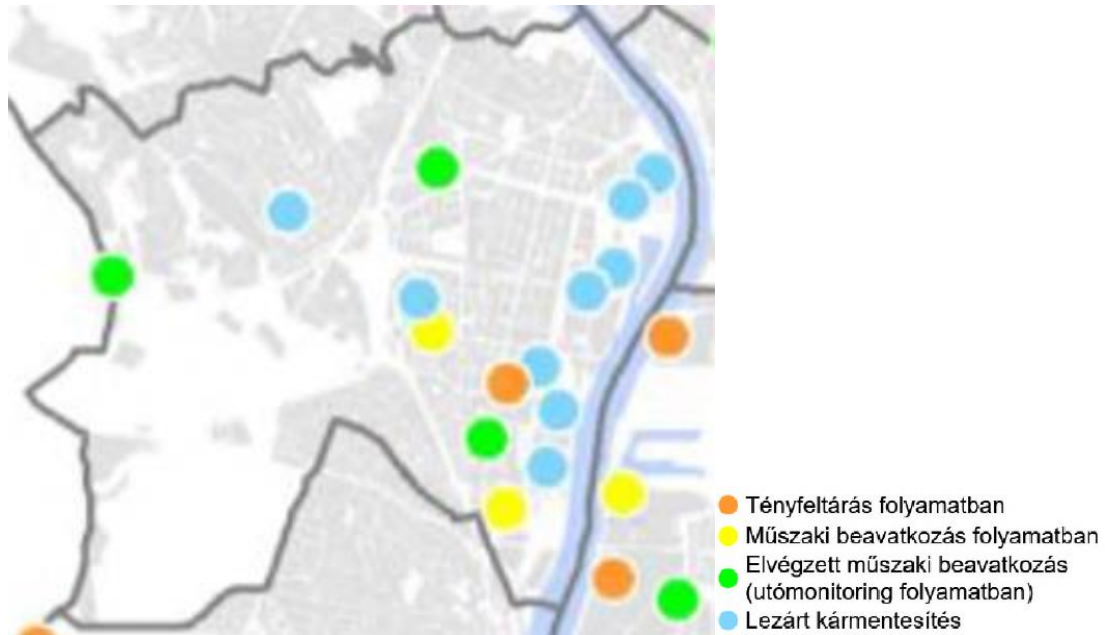 Tényfeltárás folyamatban
Műszaki beavatkozás folyamatban
Elvégzett műszaki beavatkozás
(utómonitoring folyamatban)
Lezárt kármentesítés